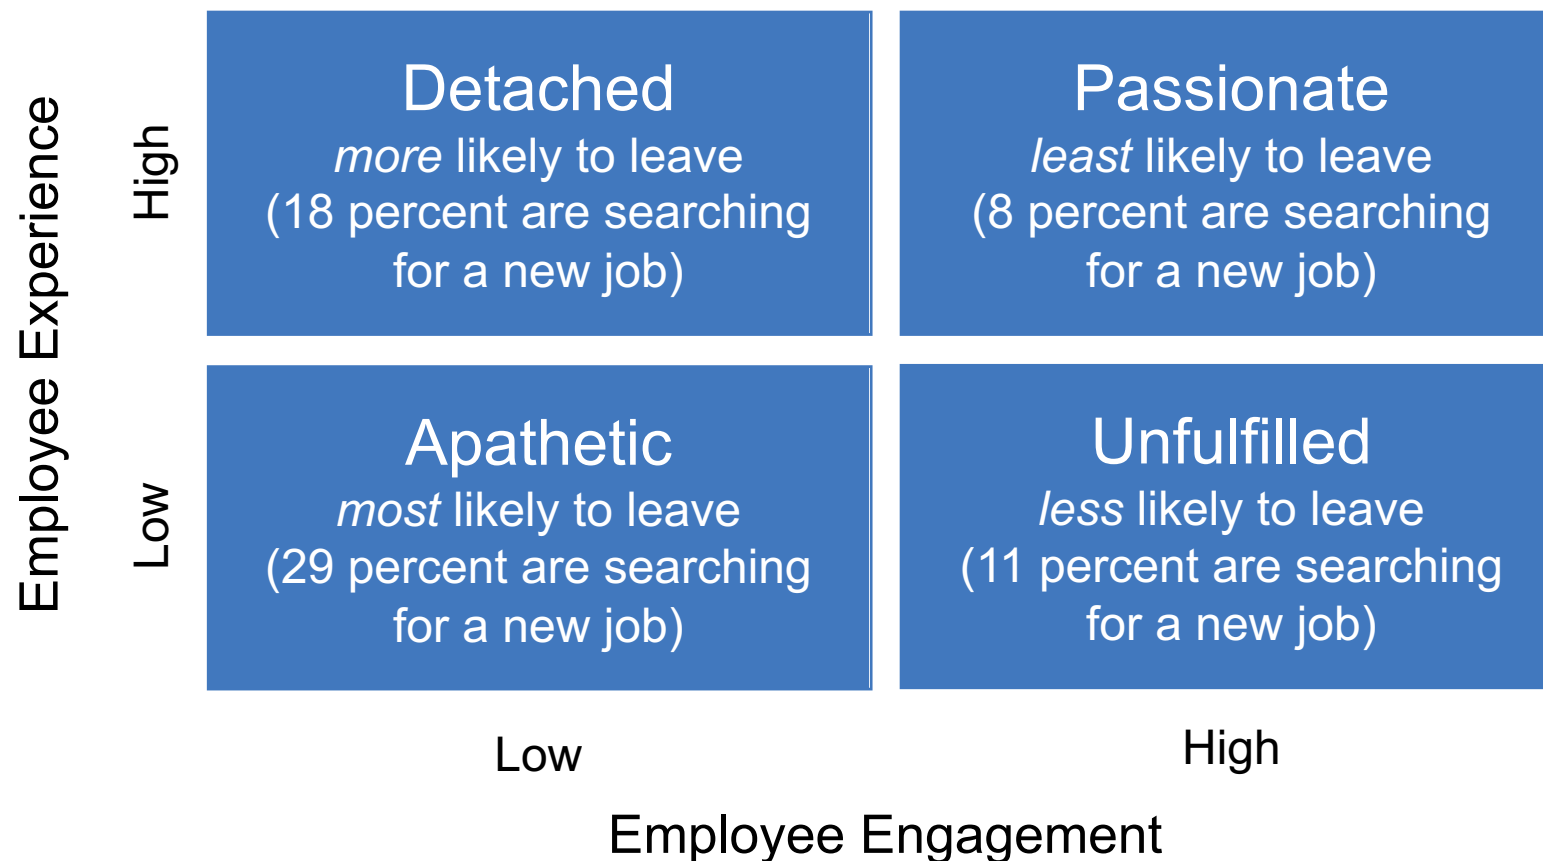 Employee Experience
High
Detached
more likely to leave
(18 percent are searching
for a new job)
Passionate
least likely to leave
(8 percent are searching
for a new job)
Low
Apathetic
most likely to leave
(29 percent are searching
for a new job)
Unfulfilled
less likely to leave
(11 percent are searching
for a new job)
Low
High
Employee Engagement